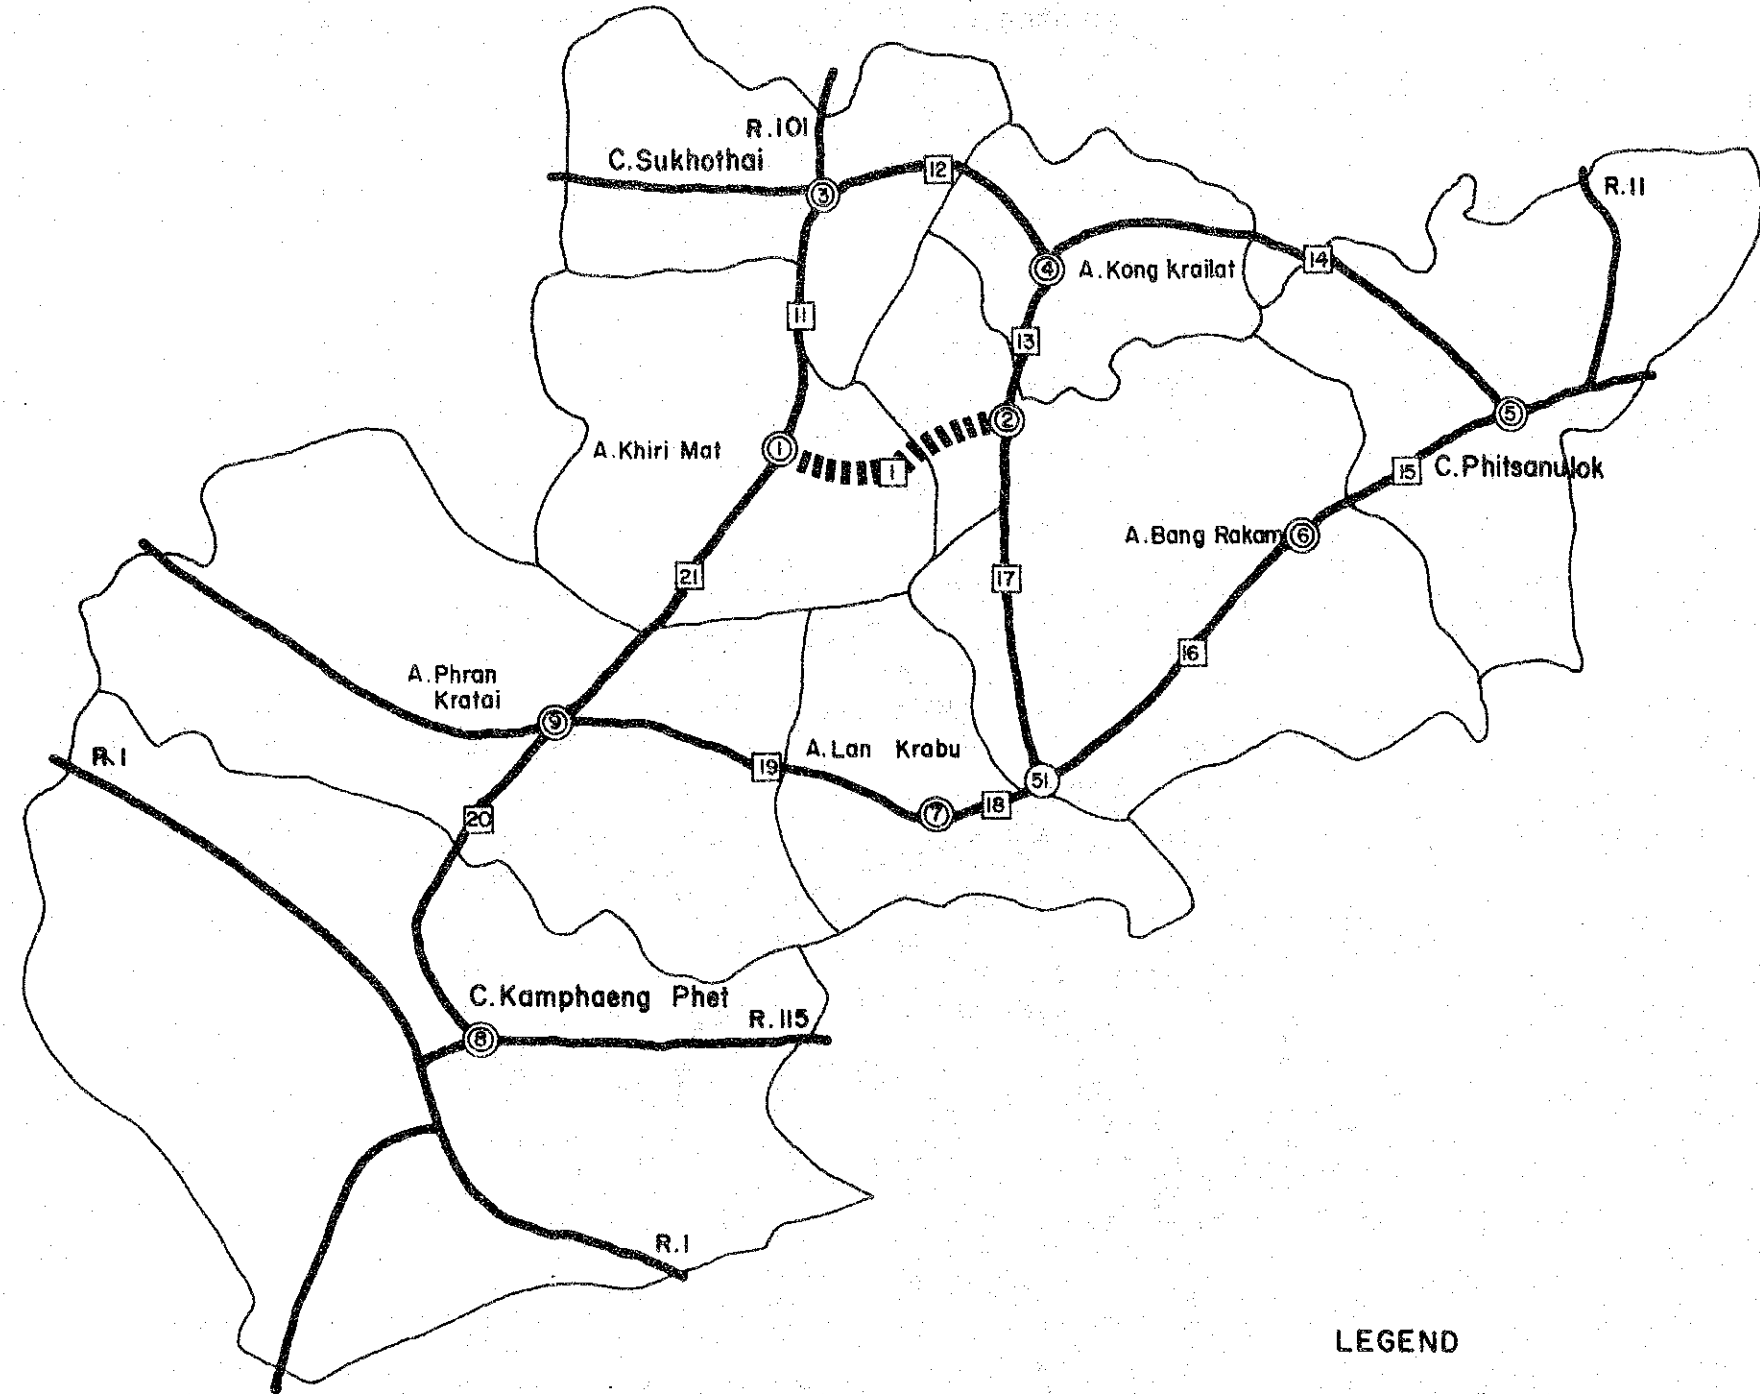 R.101
C.Sukhothai
12
3
R.11
14
4
A.Kong Krailat
11
13
5
2
A.Khiri Mat
1
1
15
C.Phitsanulok
A.Bang Rakam
6
21
17
16
A.Phran
Kratai
9
R.1
19
A.Lan Krabu
51
20
7
18
C.Kamphaeng Phet
R.115
8
R.1
LEGEND